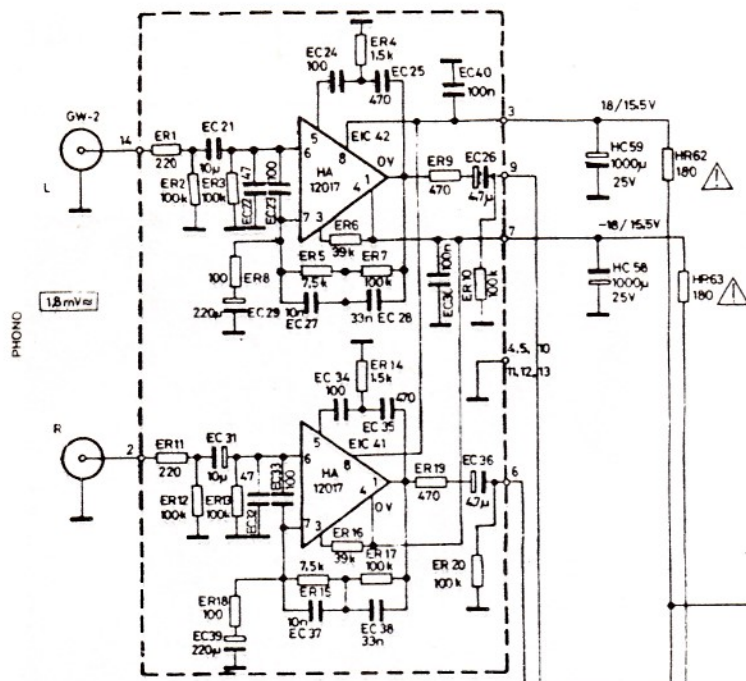 GW-2
L
14
ER1
220
EC21
10µ
ER2
100k
ER3
100k
47
EC22
100
EC23
EC24
100
ER4
1,5k
EC25
470
EC40
100n
5
6
7
3
8
4
1
EIC 42
HA
12017
0V
ER6
39k
ER9
470
EC26
4,7µ
9
3
18/15.5V
7
-18/15.5V
HC59
1000µ
25V
HR62
180
HC58
1000µ
25V
HR63
180
100
ER8
220µ
EC29
ER5
7,5k
ER7
100k
10n
EC27
33n
EC28
100n
ER10
100k
4,5, 10
11,12,13
PHONO
1.8mV≈
R
2
ER11
220
EC31
10µ
ER12
100k
ER13
100k
47
EC32
EC33
100
EC34
100
ER14
1,5k
470
EC35
5
6
7
3
8
4
1
EIC 41
HA
12017
0V
ER16
39k
ER19
470
EC36
4,7µ
6
ER18
100
EC39
220µ
7,5k
ER15
ER17
100k
10n
EC37
EC38
33n
ER20
100k